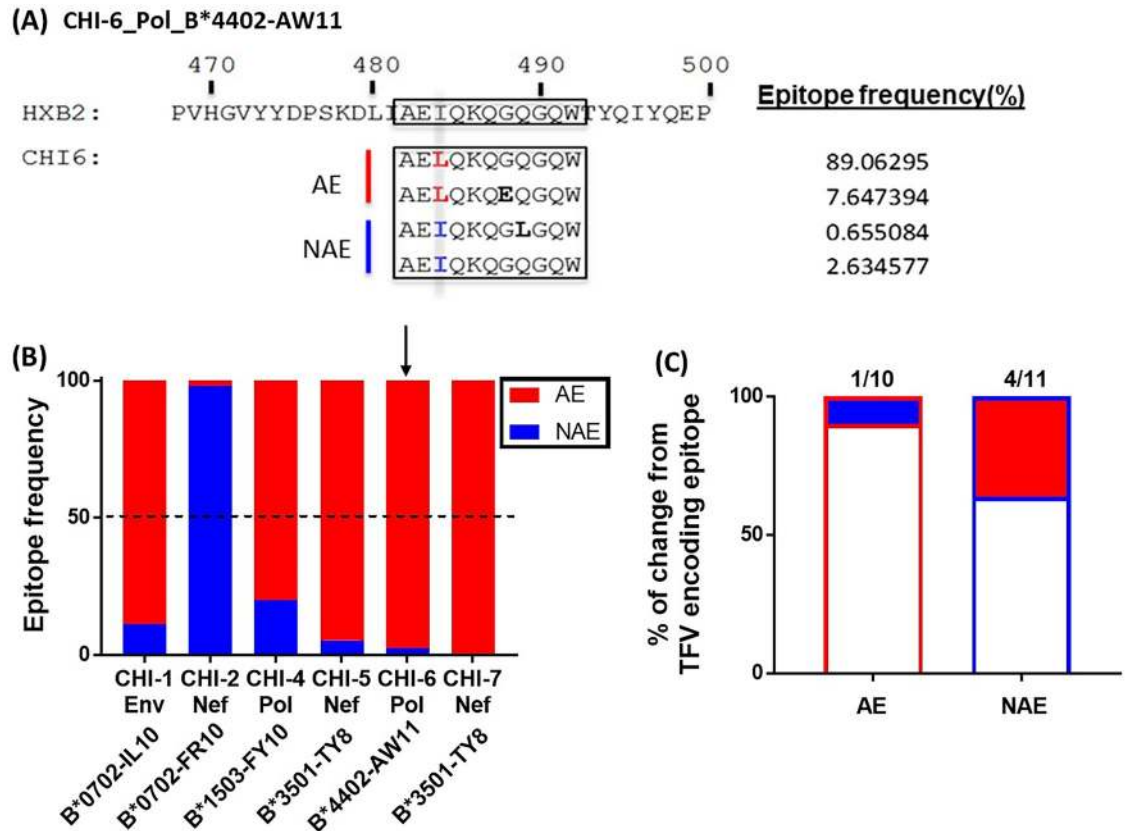 (A) CHI-6_Pol_B*4402-AW11
470 480 490 500
Epitope frequency(%)
HXB2: PVHGVYYDPSKDLIAEIQKQGQGQWTYQIYQEP
CHI6:
AE
AELQKQGQGQW 89.06295
AELQKQEQGQW 7.647394
NAE
AEIQKQGLGQW 0.655084
AEIQKQGQGQW 2.634577
(B)
Epitope frequency
100
50
0
AE
NAE
CHI-1 CHI-2 CHI-4 CHI-5 CHI-6 CHI-7
Env Nef Pol Nef Pol Nef
B*0702-IL10 B*0702-FR10 B*1503-FY10 B*3501-TY8 B*4402-AW11 B*3501-TY8
(C)
% of change from
TFV encoding epitope
100
50
0
1/10 4/11
AE NAE